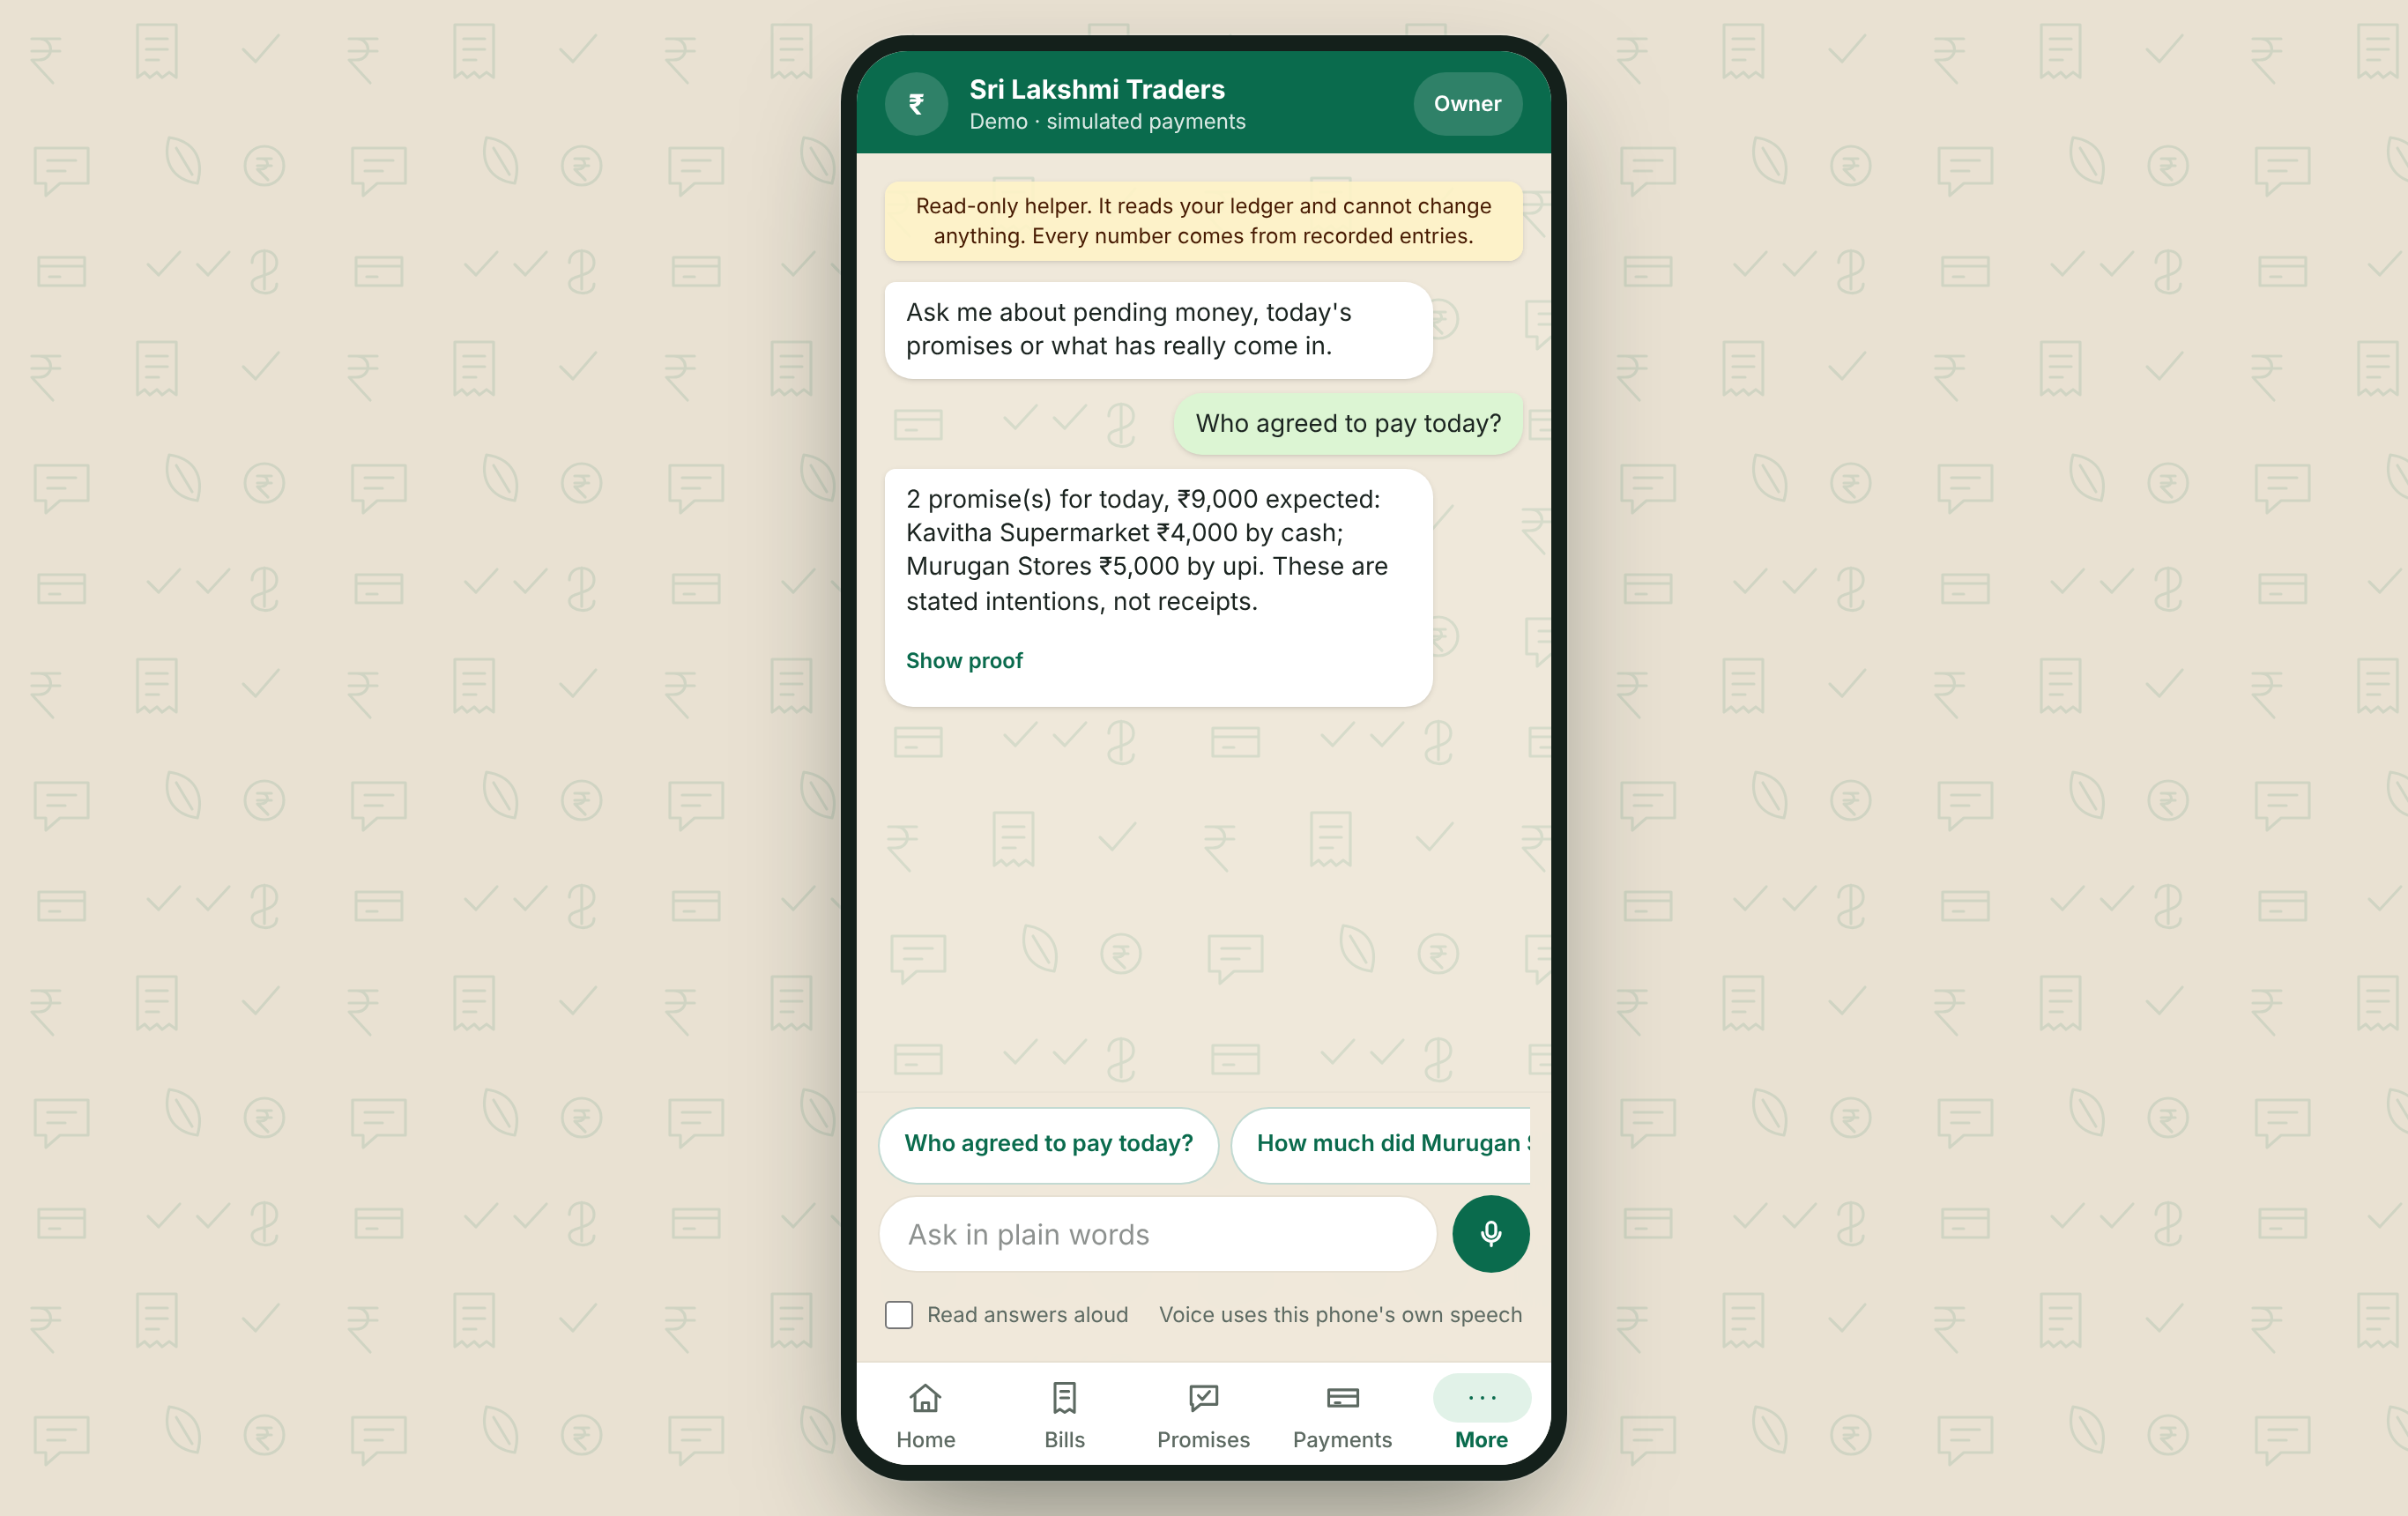 ₹
Sri Lakshmi Traders
Demo · simulated payments
Owner
Read-only helper. It reads your ledger and cannot change
anything. Every number comes from recorded entries.
Ask me about pending money, today's
promises or what has really come in.
Who agreed to pay today?
2 promise(s) for today, ₹9,000 expected:
Kavitha Supermarket ₹4,000 by cash;
Murugan Stores ₹5,000 by upi. These are
stated intentions, not receipts.
Show proof
Who agreed to pay today?
How much did Murugan
Ask in plain words
Read answers aloud
Voice uses this phone's own speech
Home
Bills
Promises
Payments
More